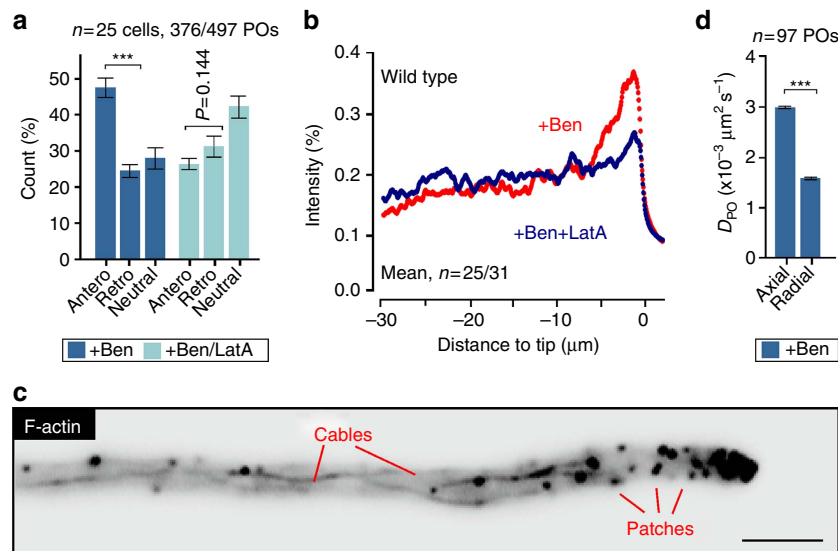 a
n=25 cells, 376/497 POs
***
P=0.144
Count (%)
50
40
30
20
10
0
Antero
Retro
Neutral
Antero
Retro
Neutral
+Ben
+Ben/LatA
b
Wild type
+Ben
+Ben+LatA
Mean, n=25/31
Intensity (%)
0.4
0.3
0.2
0.1
0.0
–30
–20
–10
0
Distance to tip (μm)
d
n=97 POs
***
D_PO (x10⁻³ μm² s⁻¹)
4
3
2
1
0
Axial
Radial
+Ben
c
F-actin
Cables
Patches